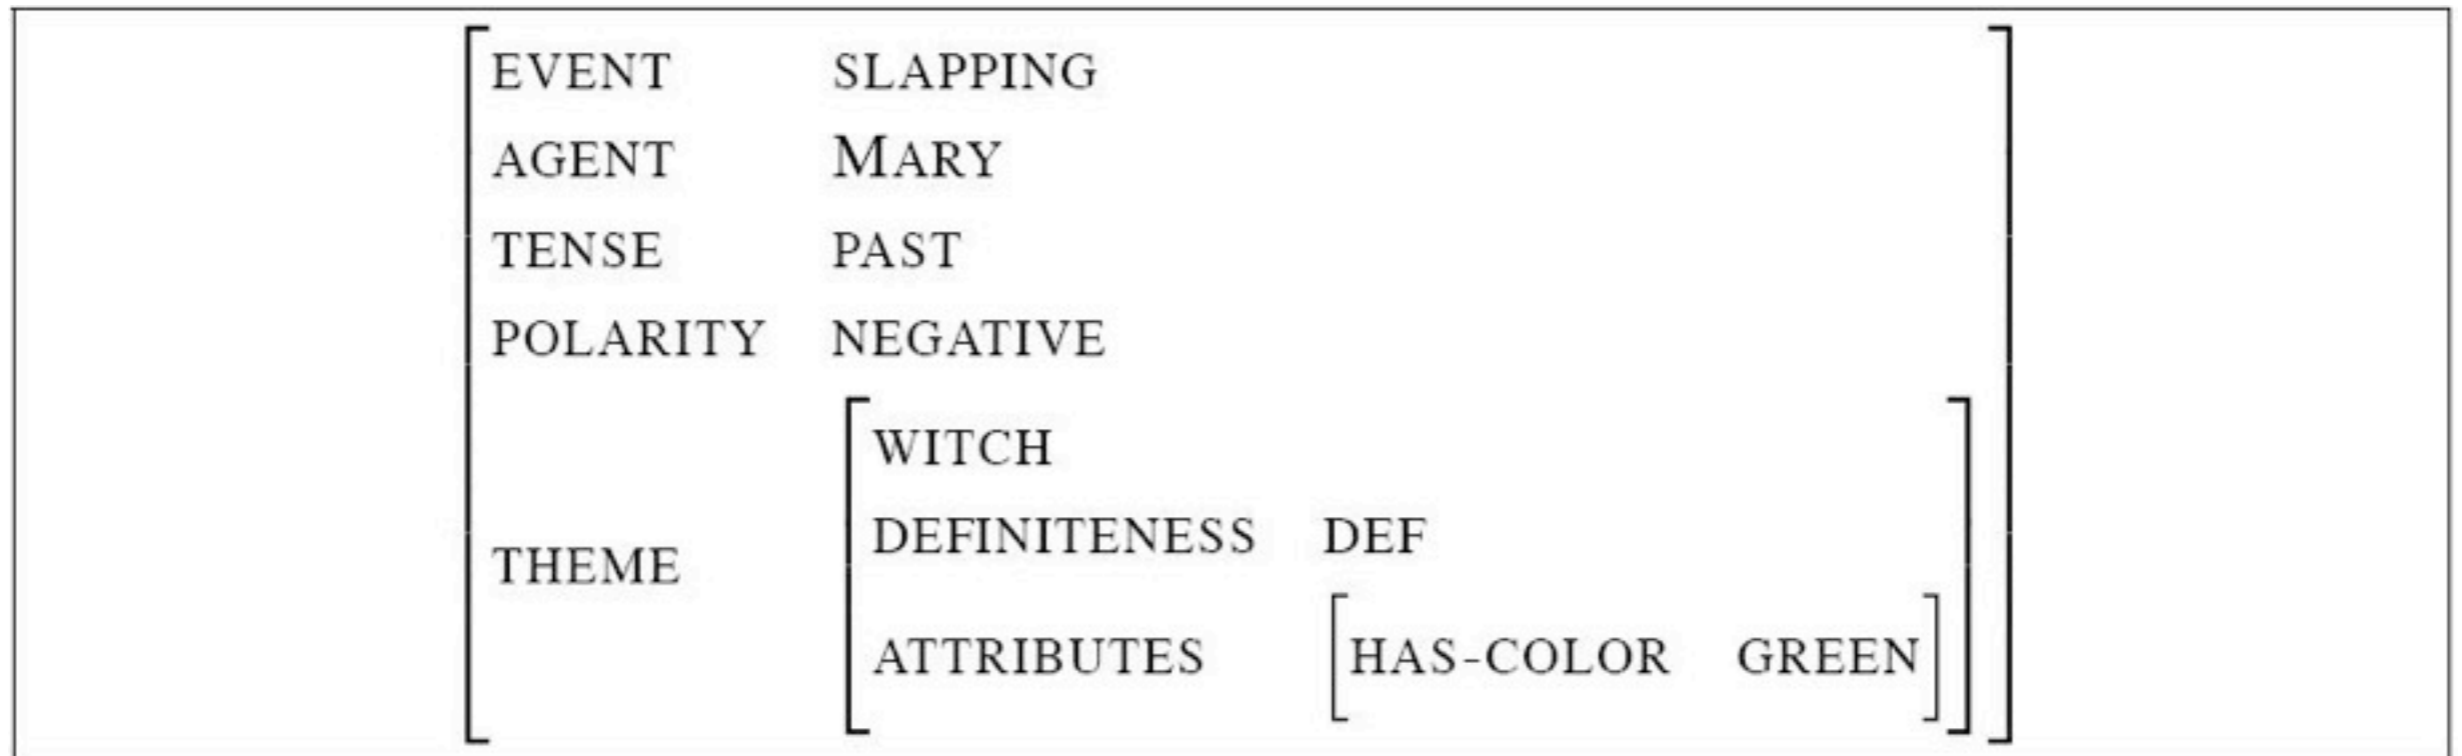 EVENT SLAPPING
AGENT MARY
TENSE PAST
POLARITY NEGATIVE
THEME
WITCH
DEFINITENESS DEF
ATTRIBUTES [HAS-COLOR GREEN]